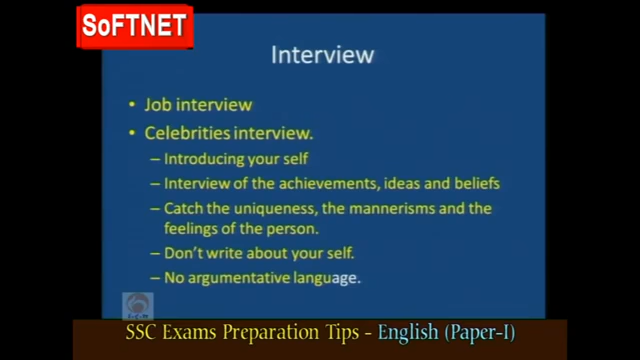 SoFTNET
Interview
• Job interview
• Celebrities interview.
– Introducing your self
– Interview of the achievements, ideas and beliefs
– Catch the uniqueness, the mannerisms and the
feelings of the person.
– Don't write about your self.
– No argumentative language.
I-C-M
SSC Exams Preparation Tips - English (Paper-I)